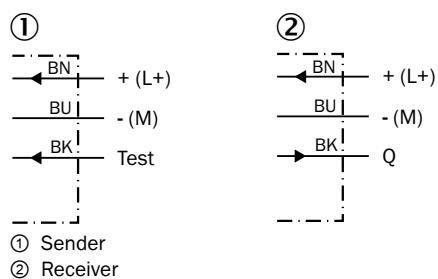 ① ②
BN + (L+) BN + (L+)
BU - (M) BU - (M)
BK Test BK Q
① Sender
② Receiver